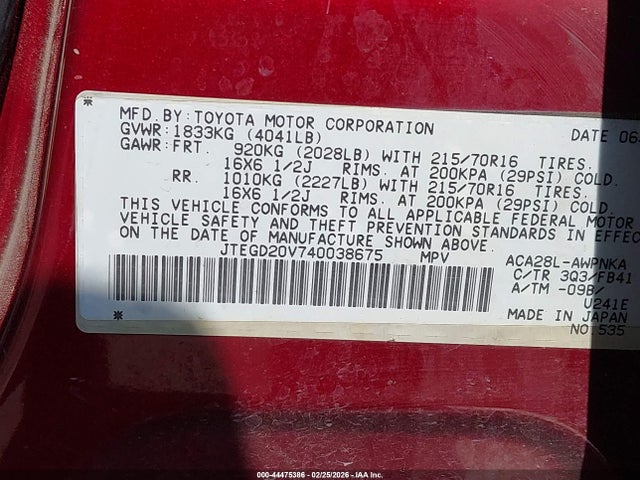 MFD.BY:TOYOTA MOTOR CORPORATION DATE 06
GVWR:1833KG (4041LB)
GAWR:FRT. 920KG (2028LB) WITH 215/70R16 TIRES.
16X6 1/2J RIMS. AT 200KPA (29PSI) COLD.
RR. 1010KG (2227LB) WITH 215/70R16 TIRES.
16X6 1/2J RIMS. AT 200KPA (29PSI) COLD.
THIS VEHICLE CONFORMS TO ALL APPLICABLE FEDERAL MOTOR
VEHICLE SAFETY AND THEFT PREVENTION STANDARDS IN EFFEC
ON THE DATE OF MANUFACTURE SHOWN ABOVE.
JTEGD20V740038675 MPV
ACA28L-AWPNKA
C/TR 3Q3/FB41
A/TM -09B/
U241E
MADE IN JAPAN
NO.535
000-44475386 - 02/25/2026 - IAA Inc.